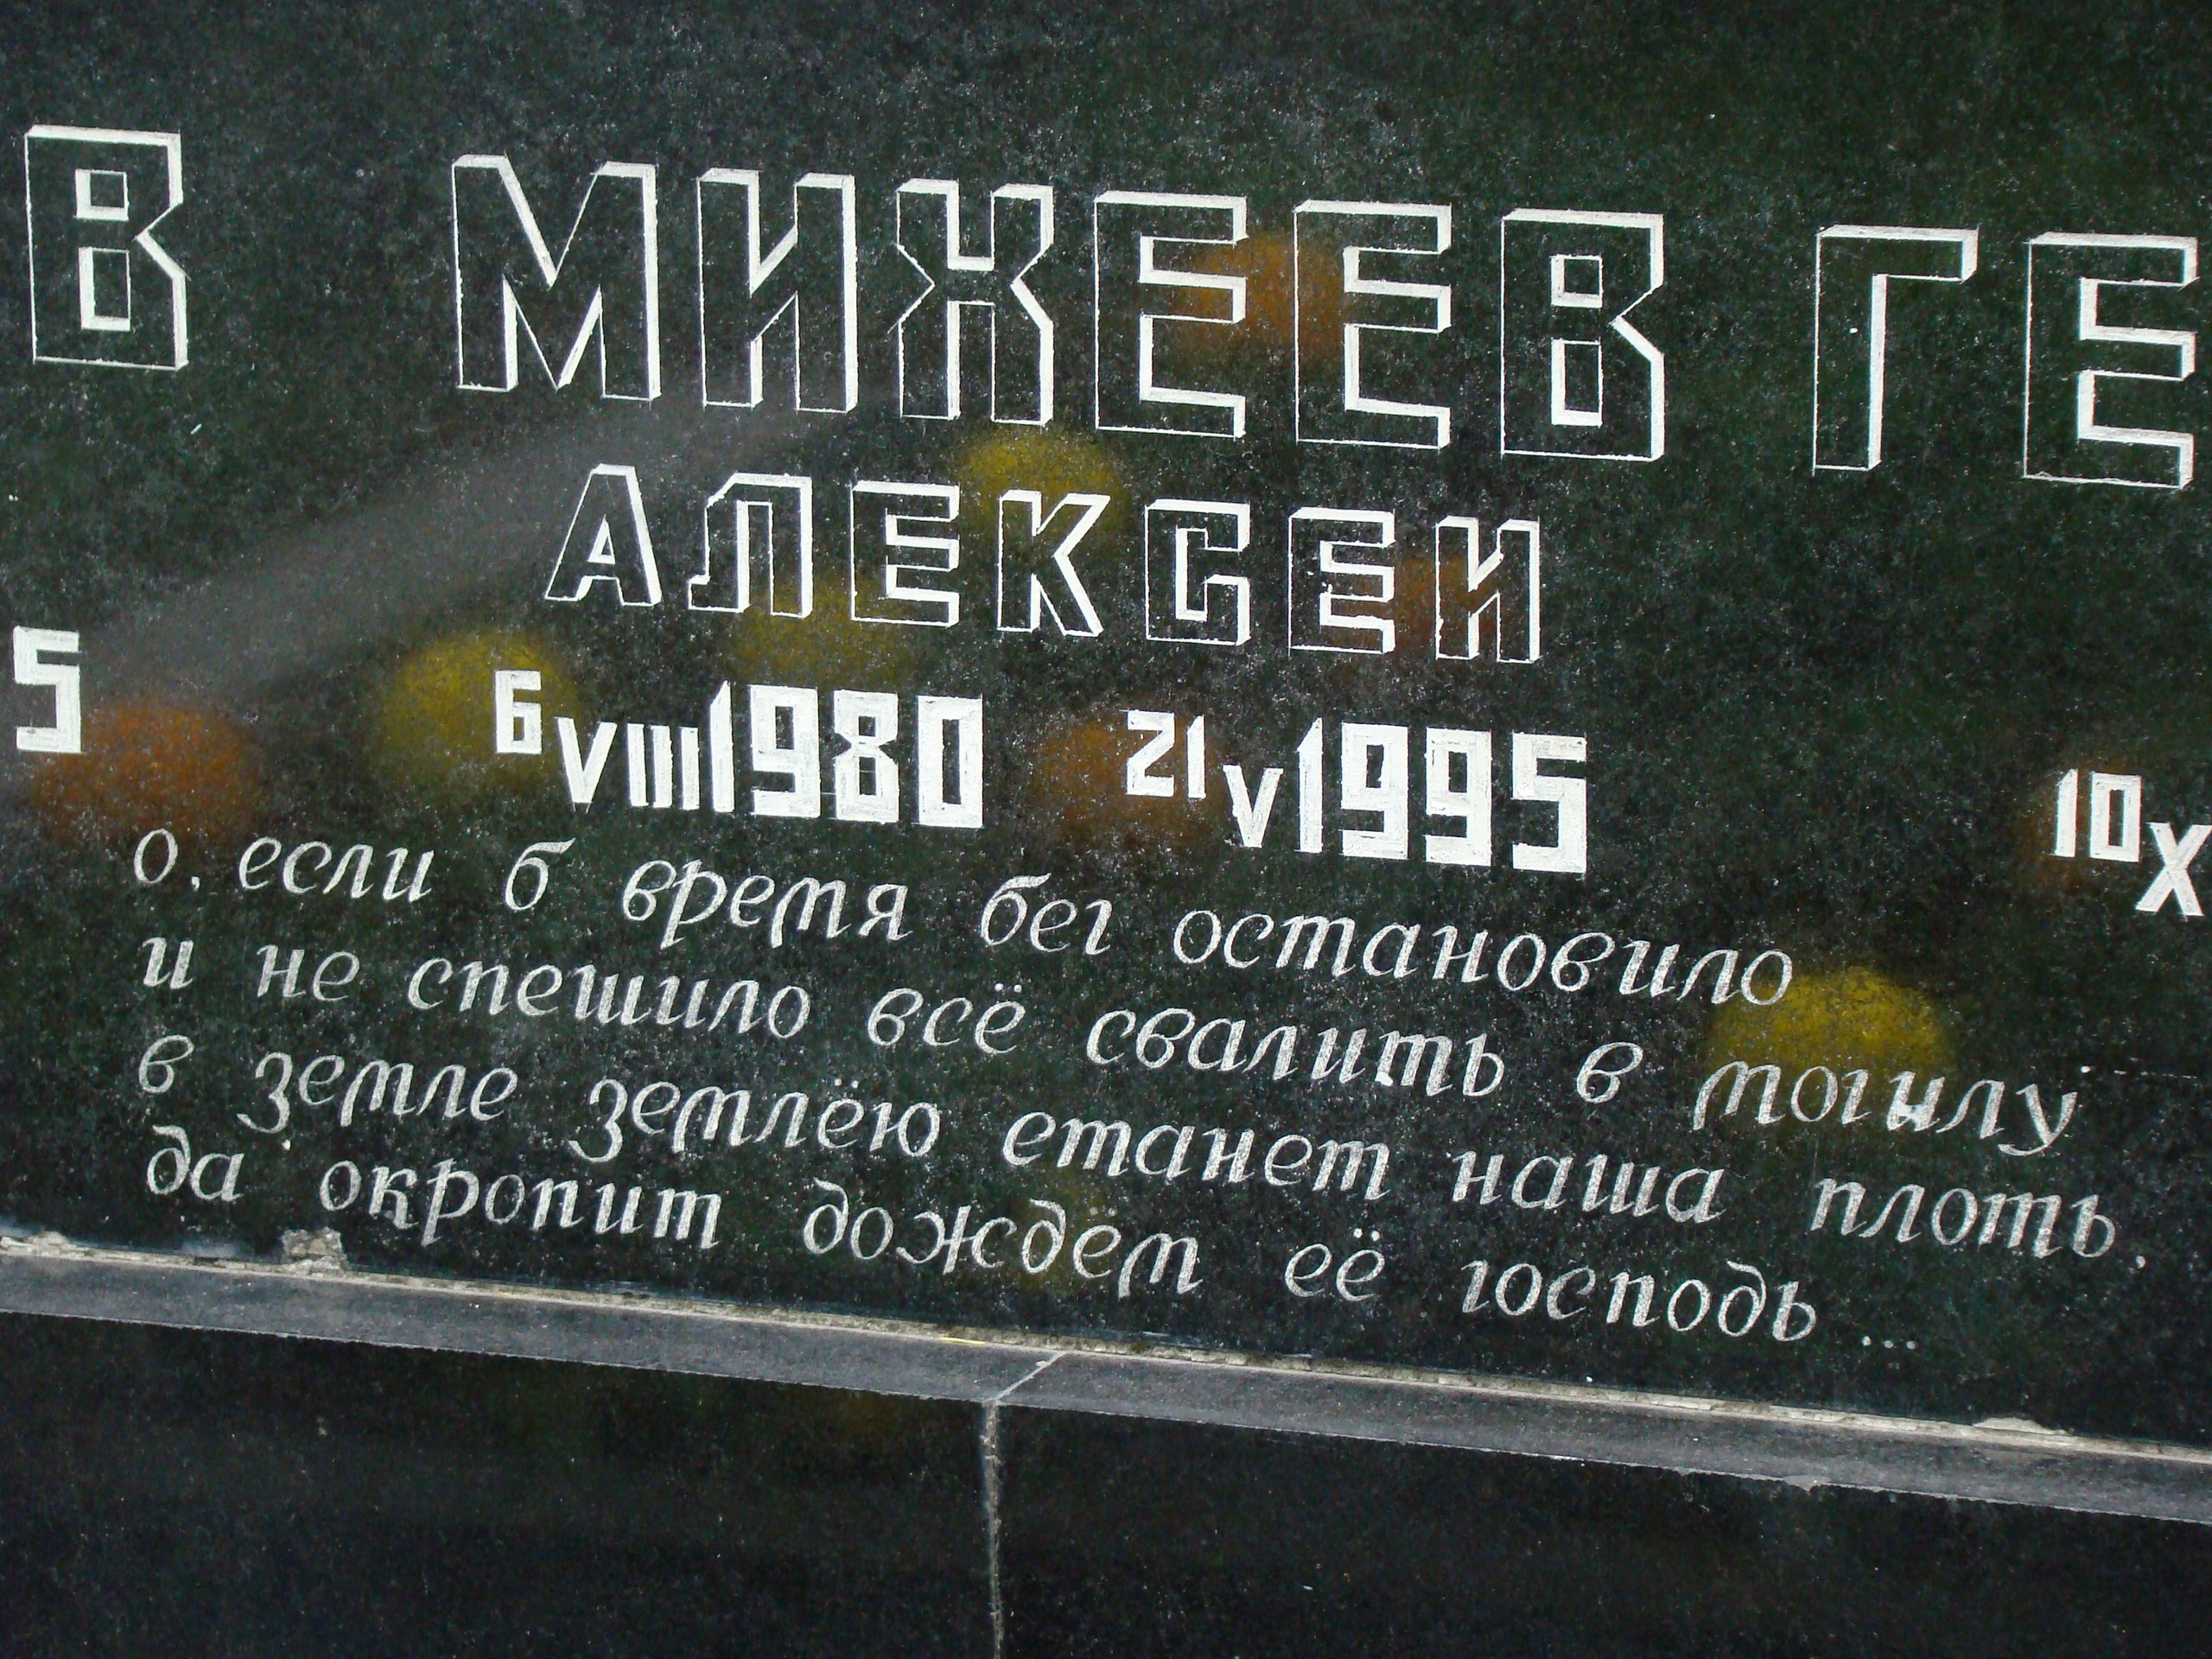 В МИХЕЕВ ГЕ
АЛЕКСЕИ
5 6 VIII 1980 21 V 1995 10 X
о, если б время бег остановило
и не спешило всё свалить в могилу
в земле землёю етанет наша плоть.
да окропит дождём её господь...